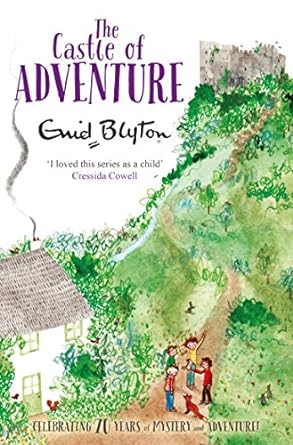 The
Castle of
ADVENTURE
Enid Blyton
'I loved this series as a child'
Cressida Cowell
CELEBRATING 70 YEARS of MYSTERY and ADVENTURE!